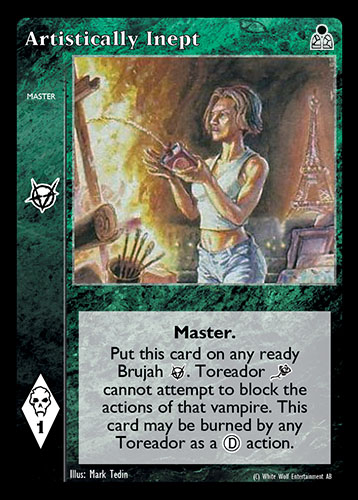 Artistically Inept
MASTER
Master.
Put this card on any ready
Brujah . Toreador
cannot attempt to block the
actions of that vampire. This
card may be burned by any
Toreador as a Ⓓ action.
1
Illus: Mark Tedin
(C) White Wolf Entertainment AB